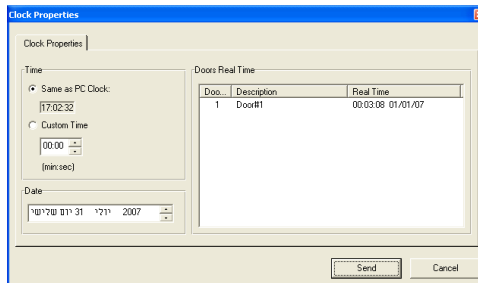 Clock Properties
Clock Properties
Time
Same as PC Clock:
17:02:32
Custom Time
00:00
(min:sec)
Date
יום שלישי 31 יולי 2007
Doors Real Time
Doo... Description Real Time
1 Door#1 00:03:08 01/01/07
Send Cancel